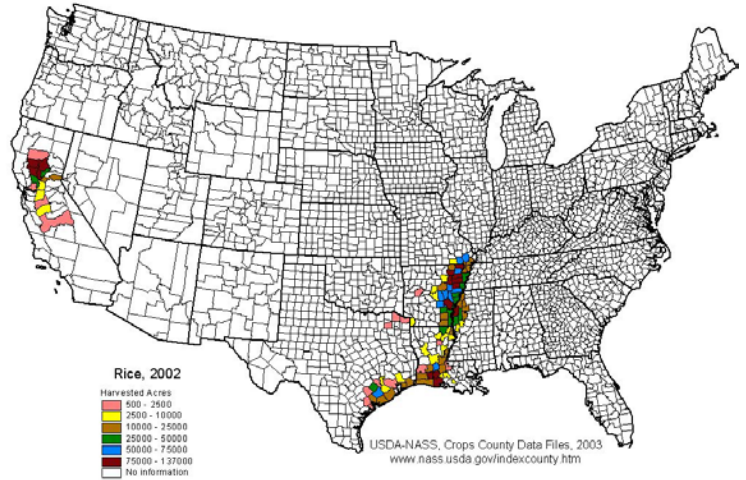 Rice, 2002
Harvested Acres
500 - 2500
2500 - 10000
10000 - 25000
25000 - 50000
50000 - 75000
75000 - 137000
No information
USDA-NASS, Crops County Data Files, 2003
www.nass.usda.gov/indexcounty.htm